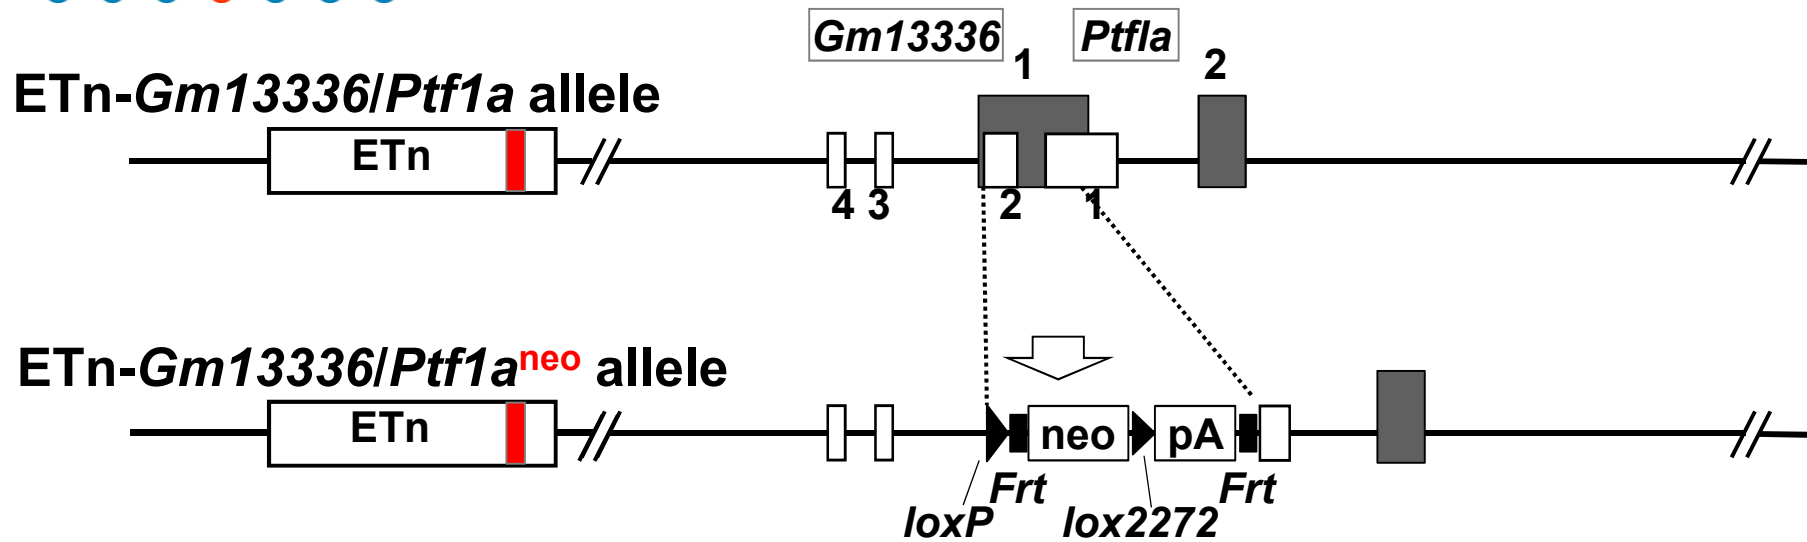 Gm13336 Ptfla
1 2
ETn-Gm13336/Ptf1a allele
ETn
4 3 2 1
ETn-Gm13336/Ptf1aneo allele
ETn neo pA
Frt Frt
loxP lox2272